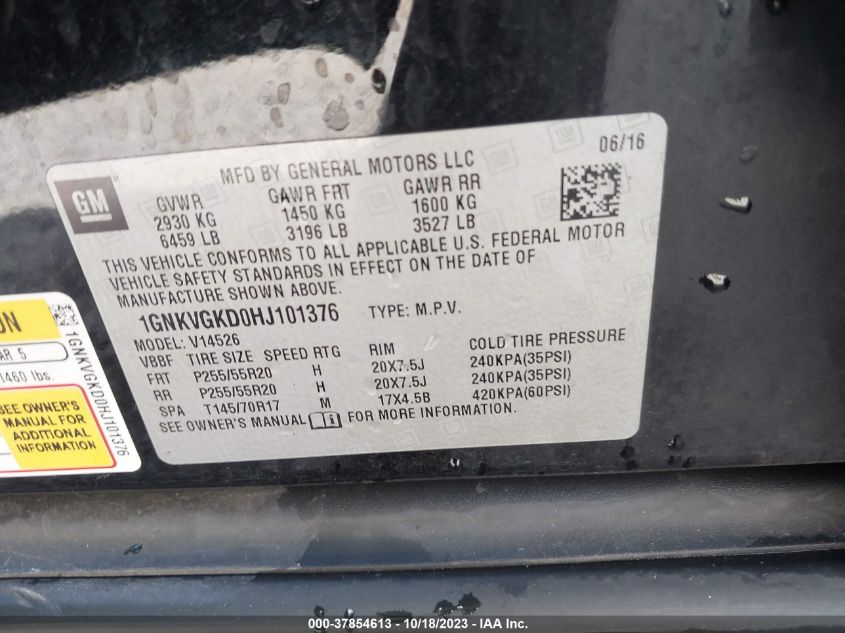 MFD BY GENERAL MOTORS LLC
06/16
GM
GVWR GAWR FRT GAWR RR
2930 KG 1450 KG 1600 KG
6459 LB 3196 LB 3527 LB
THIS VEHICLE CONFORMS TO ALL APPLICABLE U.S. FEDERAL MOTOR
VEHICLE SAFETY STANDARDS IN EFFECT ON THE DATE OF
MANUFACTURE SHOWN ABOVE.
1GNKVGKD0HJ101376 TYPE: M.P.V.
MODEL: V14526
VBBF TIRE SIZE SPEED RTG RIM COLD TIRE PRESSURE
FRT P255/55R20 H 20X7.5J 240KPA(35PSI)
RR P255/55R20 H 20X7.5J 240KPA(35PSI)
SPA T145/70R17 M 17X4.5B 420KPA(60PSI)
SEE OWNER'S MANUAL FOR MORE INFORMATION.
AR 5
1460 lbs.
SEE OWNER'S
MANUAL FOR
ADDITIONAL
INFORMATION
1GNKVGKD0HJ101376
000-37854613 - 10/18/2023 - IAA Inc.